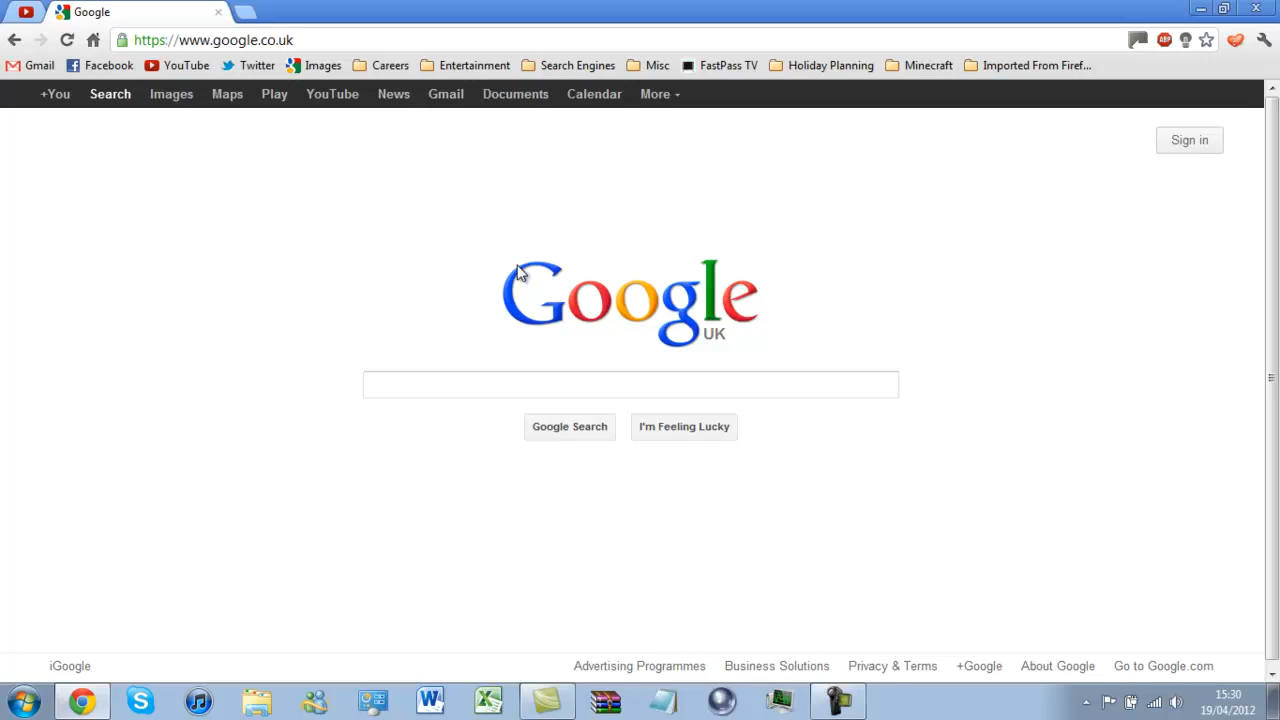 Google
https://www.google.co.uk
ABP
Gmail Facebook YouTube Twitter Images Careers Entertainment Search Engines Misc FastPass TV Holiday Planning Minecraft Imported From Firef...
+You Search Images Maps Play YouTube News Gmail Documents Calendar More
Sign in
Google
UK
Google Search I'm Feeling Lucky
iGoogle Advertising Programmes Business Solutions Privacy & Terms +Google About Google Go to Google.com
15:30
19/04/2012